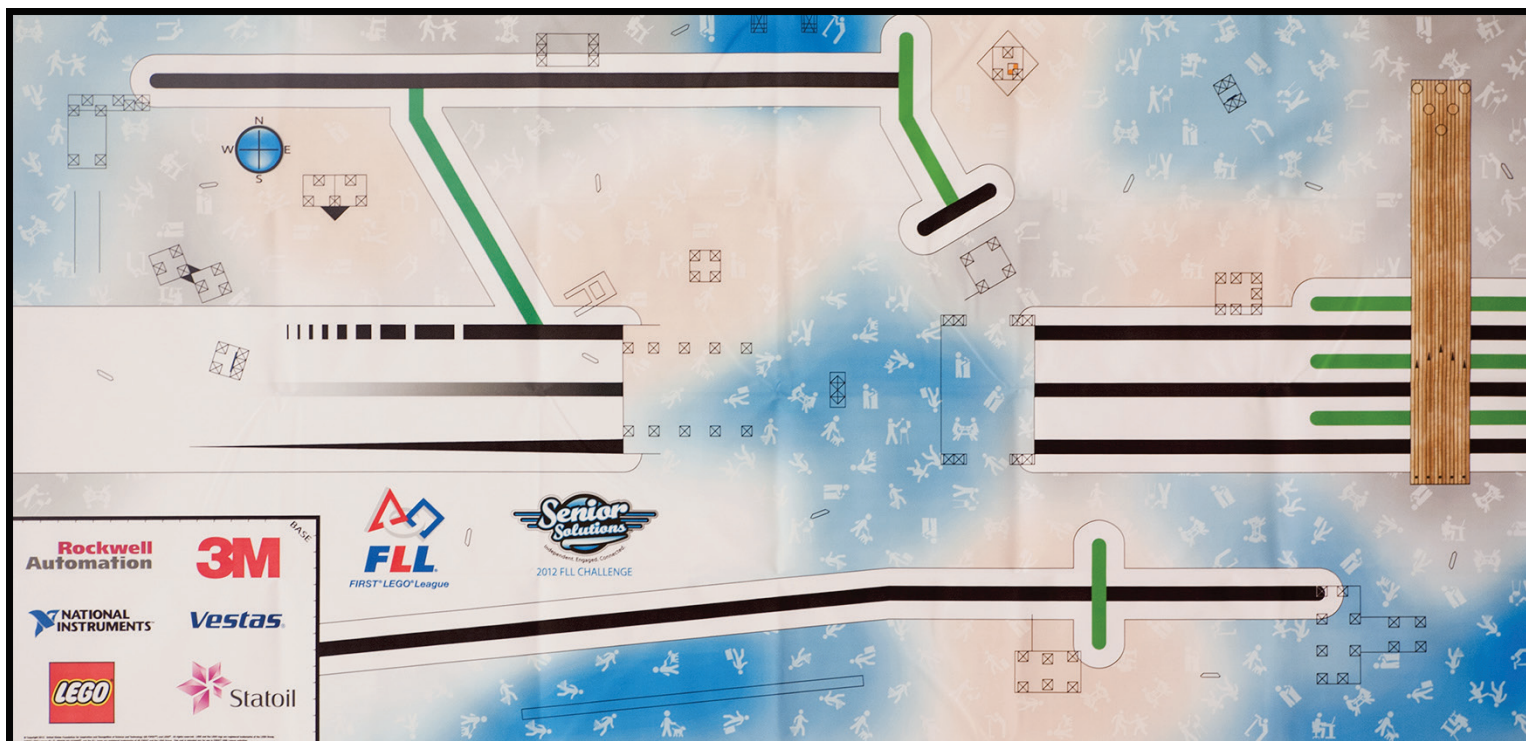 N
W E
S
BASE
Rockwell
Automation
3M
NATIONAL
INSTRUMENTS
Vestas
LEGO
Statoil
FLL
FIRST LEGO League
Senior
Solutions
Independent. Engaged. Connected.
2012 FLL CHALLENGE